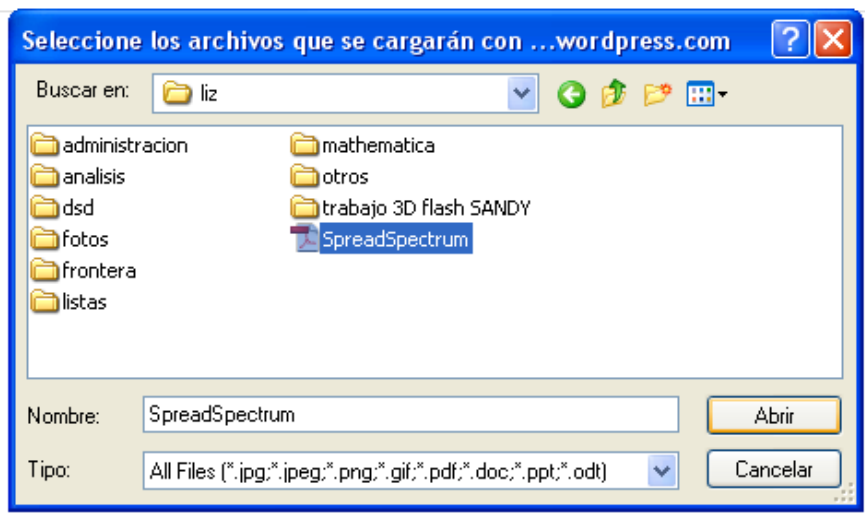 Seleccione los archivos que se cargarán con ...wordpress.com
Buscar en: liz
administracion
analisis
dsd
fotos
frontera
listas
mathematica
otros
trabajo 3D flash SANDY
SpreadSpectrum
Nombre: SpreadSpectrum Abrir
Tipo: All Files (*.jpg;*.jpeg;*.png;*.gif;*.pdf;*.doc;*.ppt;*.odt) Cancelar